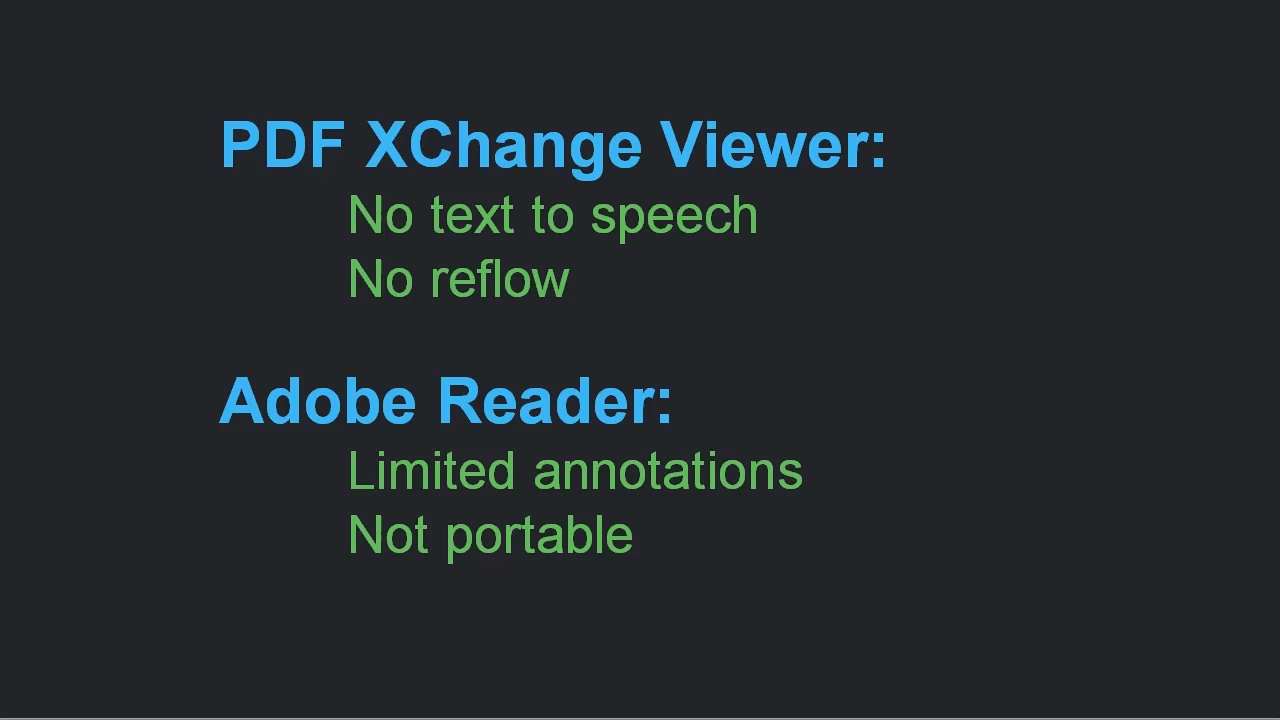 PDF XChange Viewer:
No text to speech
No reflow
Adobe Reader:
Limited annotations
Not portable